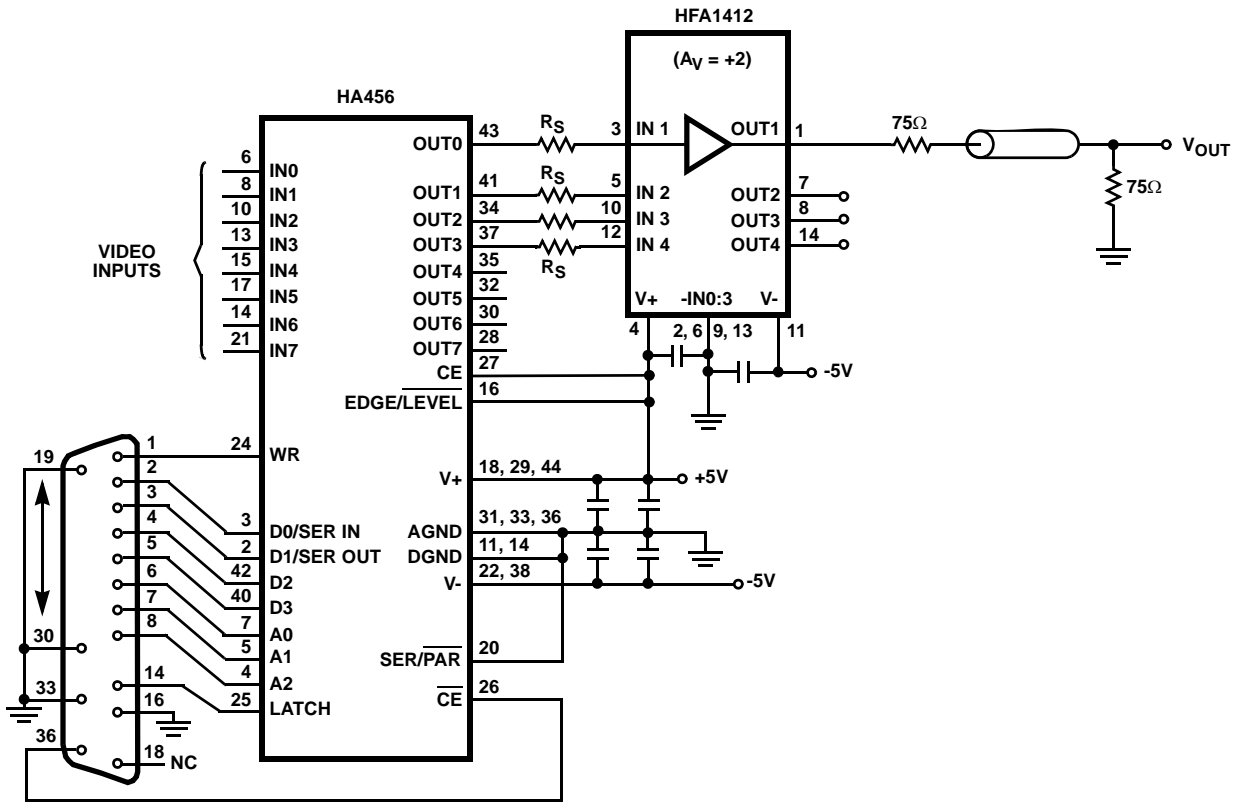 HFA1412
(AV = +2)
HA456
OUT0 43 RS 3 IN 1 OUT1 1 75Ω VOUT
75Ω
VIDEO INPUTS
6 IN0
8 IN1
10 IN2
13 IN3
15 IN4
17 IN5
14 IN6
21 IN7
OUT1 41 RS 5 IN 2 OUT2 7
OUT2 34 10 IN 3 OUT3 8
OUT3 37 RS 12 IN 4 OUT4 14
OUT4 35
OUT5 32
OUT6 30
OUT7 28
V+ -IN0:3 V-
4 2, 6 9, 13 11
-5V
CE 27
EDGE/LEVEL 16
V+ 18, 29, 44 +5V
AGND 31, 33, 36
DGND 11, 14
V- 22, 38 -5V
SER/PAR 20
CE 26
19
30
33
36
1 24 WR
2 3 D0/SER IN
3 2 D1/SER OUT
4 42 D2
5 40 D3
6 7 A0
7 5 A1
8 4 A2
14 25 LATCH
16
18 NC